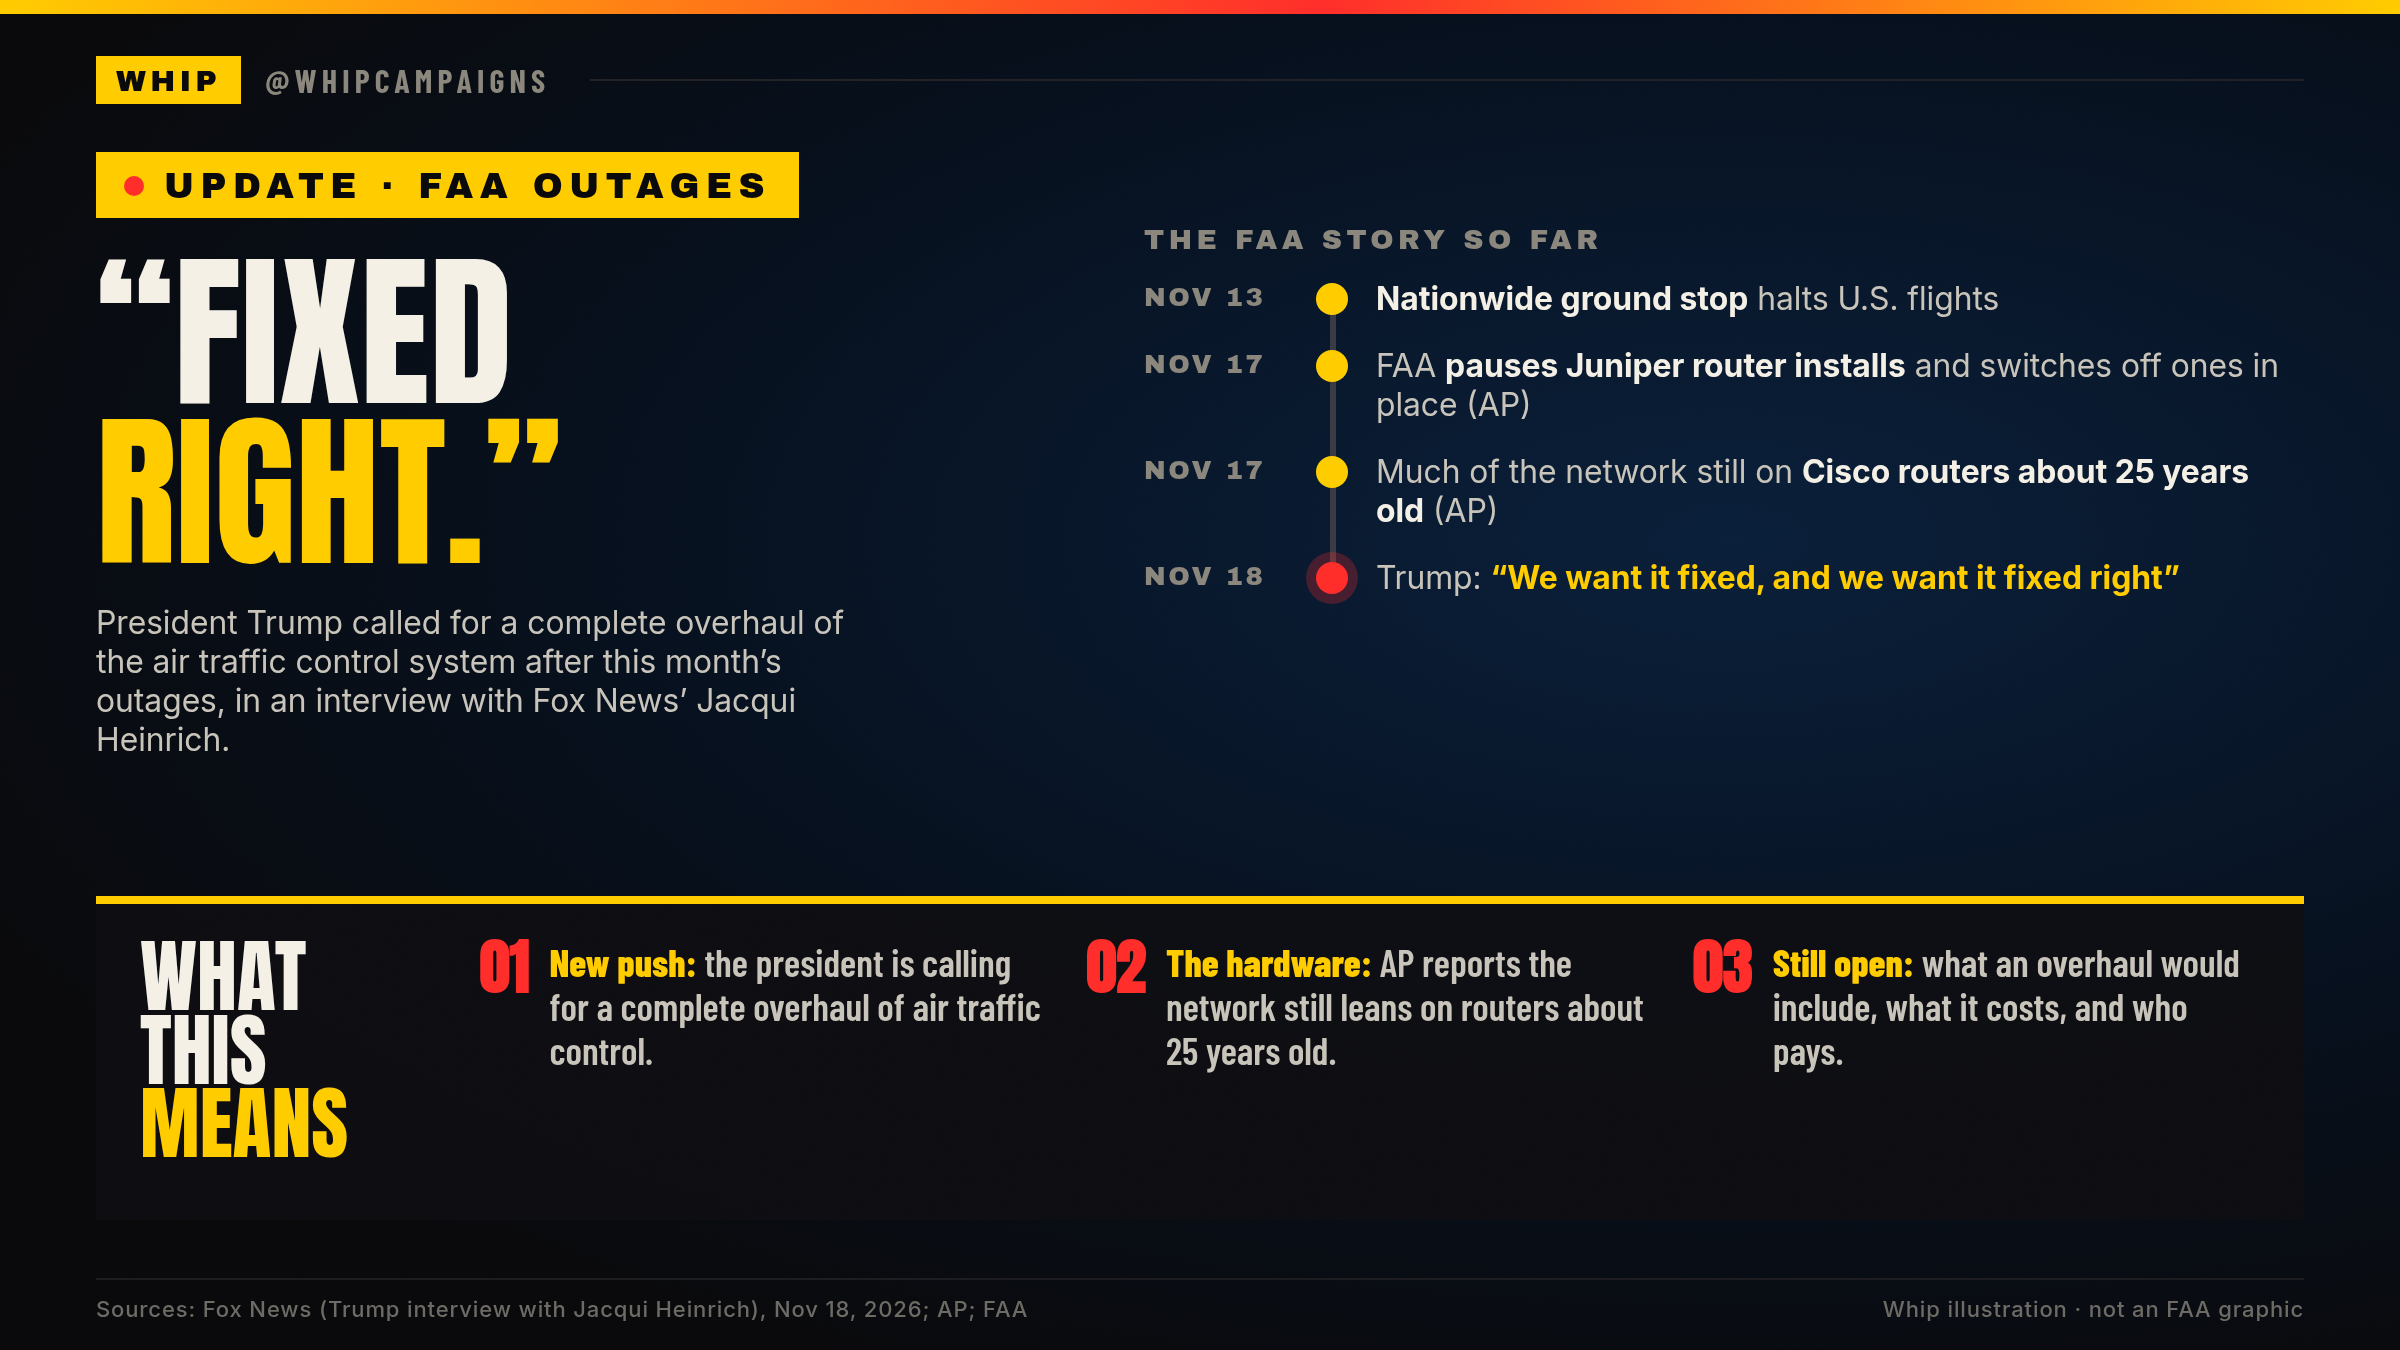 WHIP @WHIPCAMPAIGNS
UPDATE · FAA OUTAGES
“FIXED
RIGHT.”
President Trump called for a complete overhaul of
the air traffic control system after this month’s
outages, in an interview with Fox News’ Jacqui
Heinrich.
THE FAA STORY SO FAR
NOV 13 Nationwide ground stop halts U.S. flights
NOV 17 FAA pauses Juniper router installs and switches off ones in
place (AP)
NOV 17 Much of the network still on Cisco routers about 25 years
old (AP)
NOV 18 Trump: “We want it fixed, and we want it fixed right”
WHAT
THIS
MEANS
01 New push: the president is calling
for a complete overhaul of air traffic
control.
02 The hardware: AP reports the
network still leans on routers about
25 years old.
03 Still open: what an overhaul would
include, what it costs, and who
pays.
Sources: Fox News (Trump interview with Jacqui Heinrich), Nov 18, 2026; AP; FAA
Whip illustration · not an FAA graphic